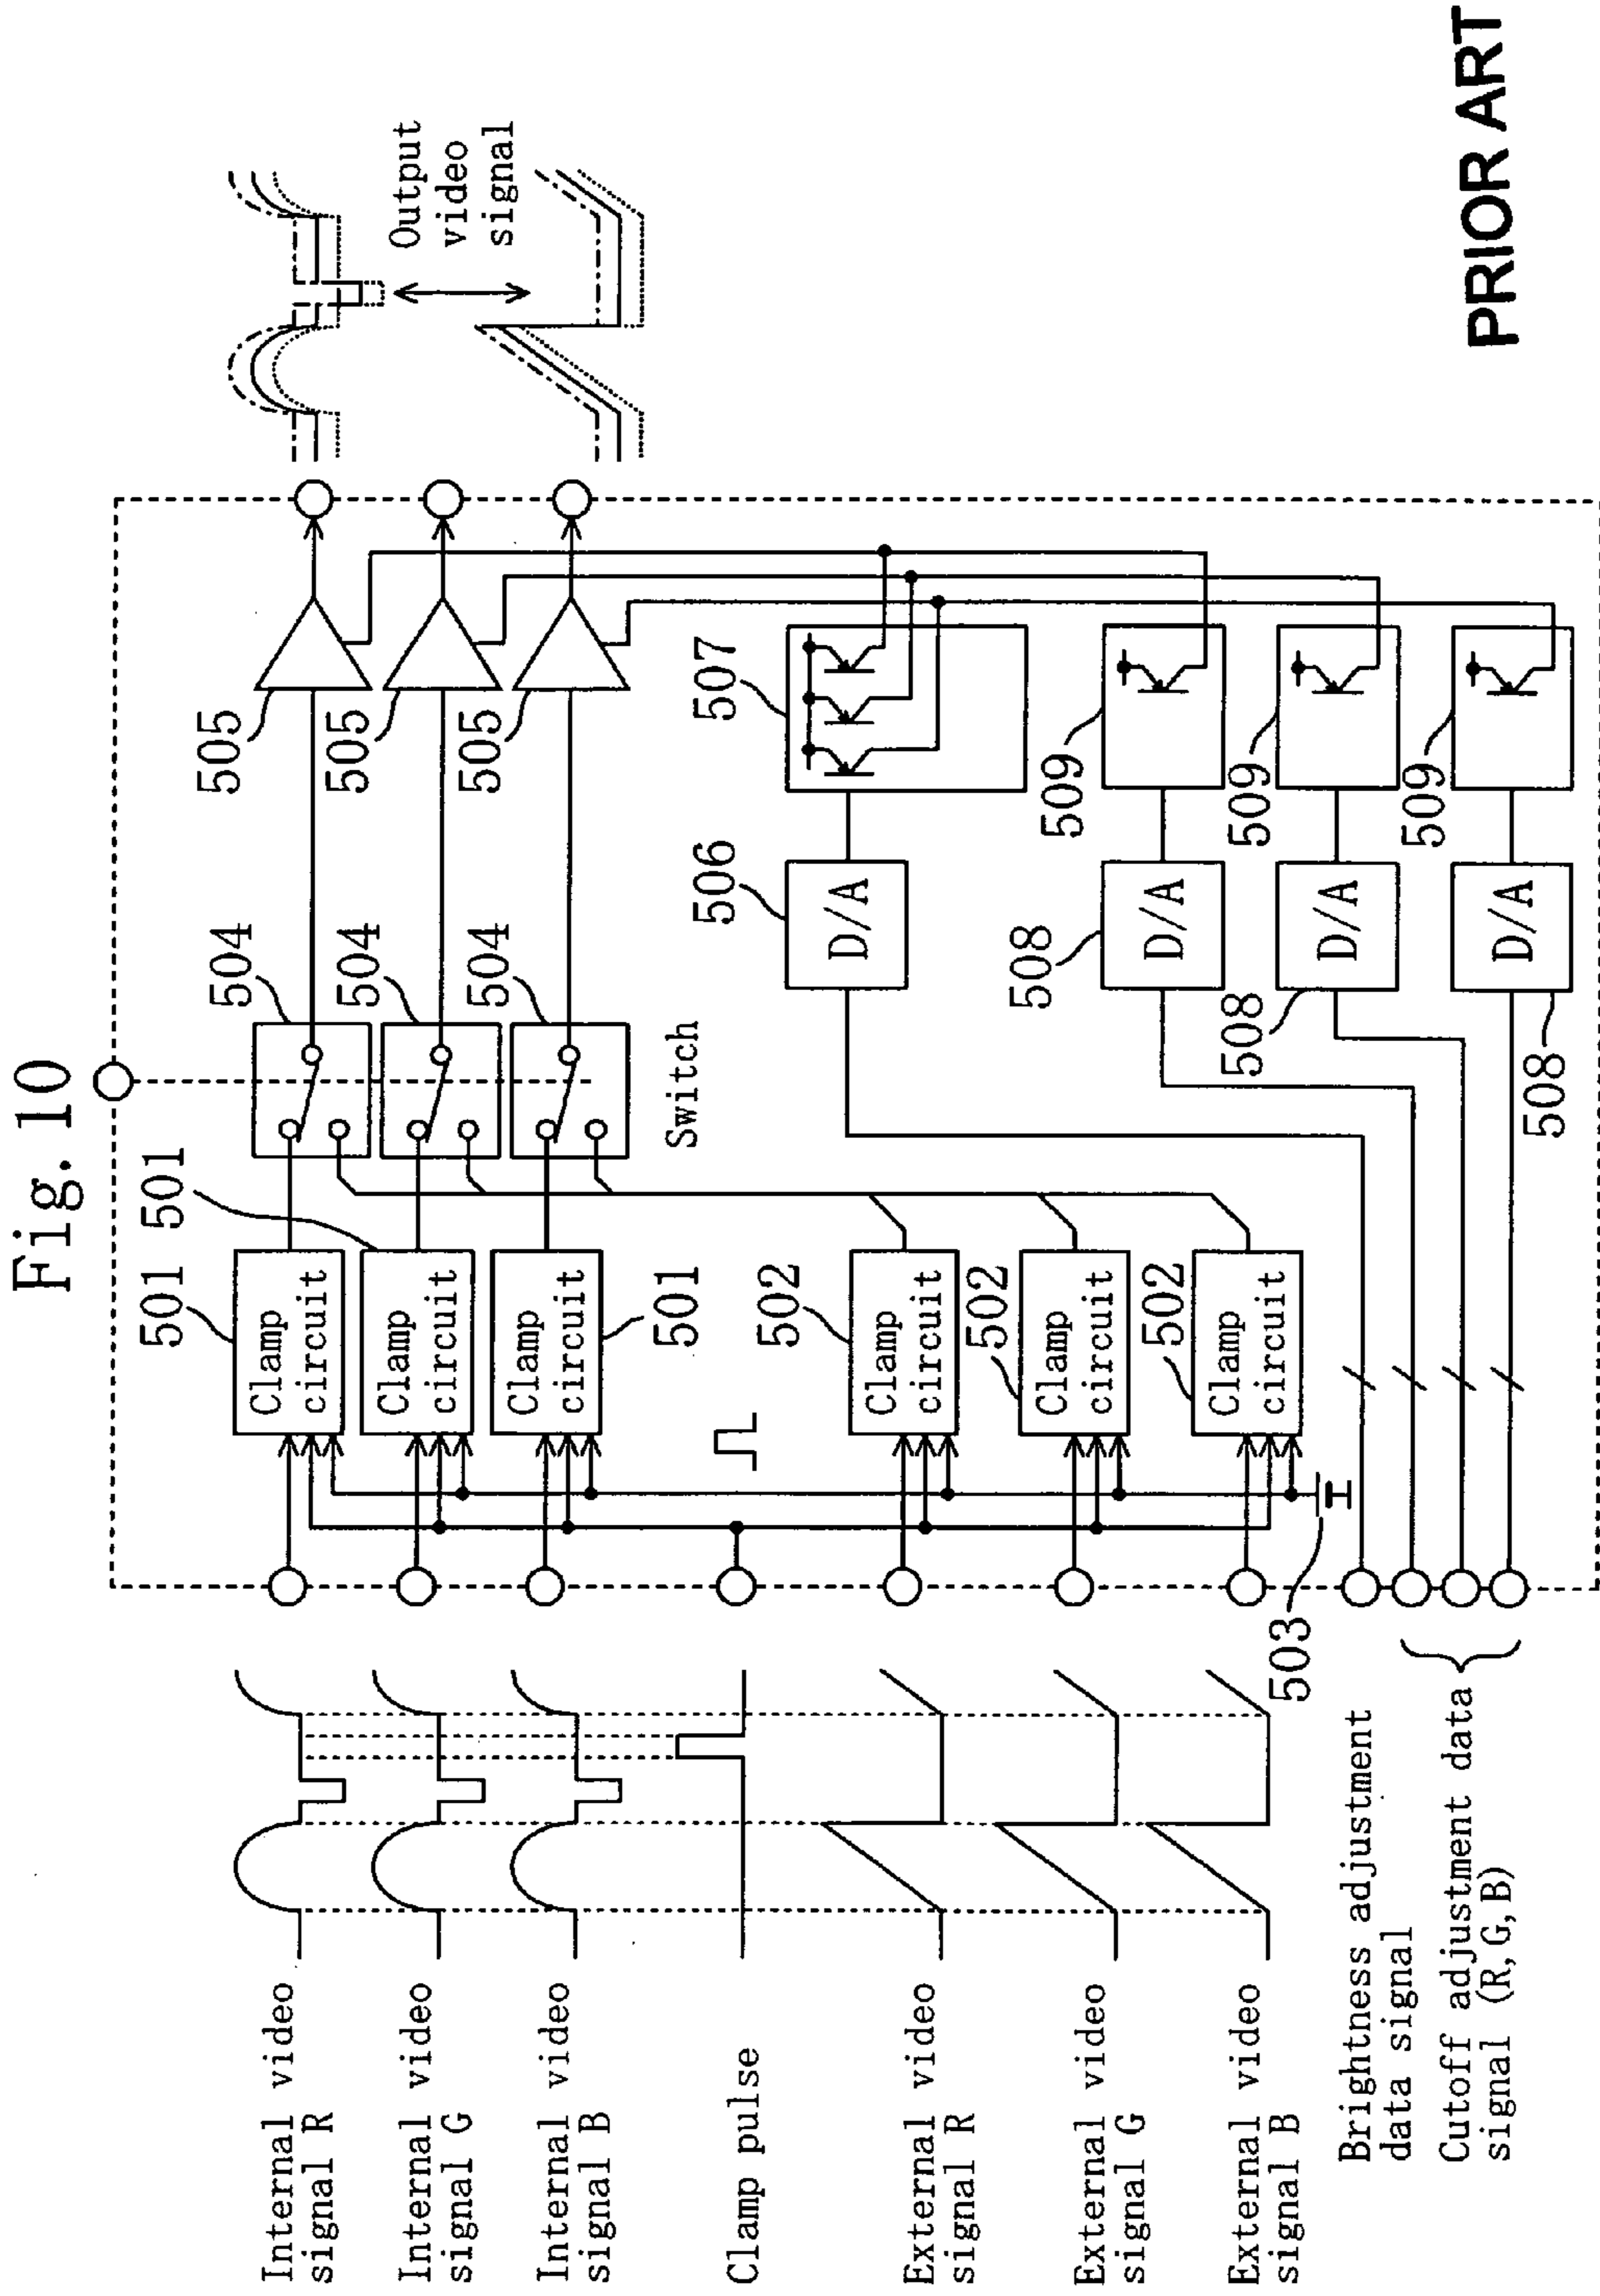 Fig. 10
PRIOR ART
Internal video
signal R
Internal video
signal G
Internal video
signal B
Clamp pulse
External video
signal R
External video
signal G
External video
signal B
Brightness adjustment
data signal
Cutoff adjustment data
signal (R,G,B)
501
501
Clamp
circuit
Clamp
circuit
Clamp
circuit
501
502
Clamp
circuit
502
Clamp
circuit
502
Clamp
circuit
503
504
504
504
Switch
505
505
505
506
D/A
507
508
D/A
509
508
D/A
509
508
D/A
509
Output
video
signal